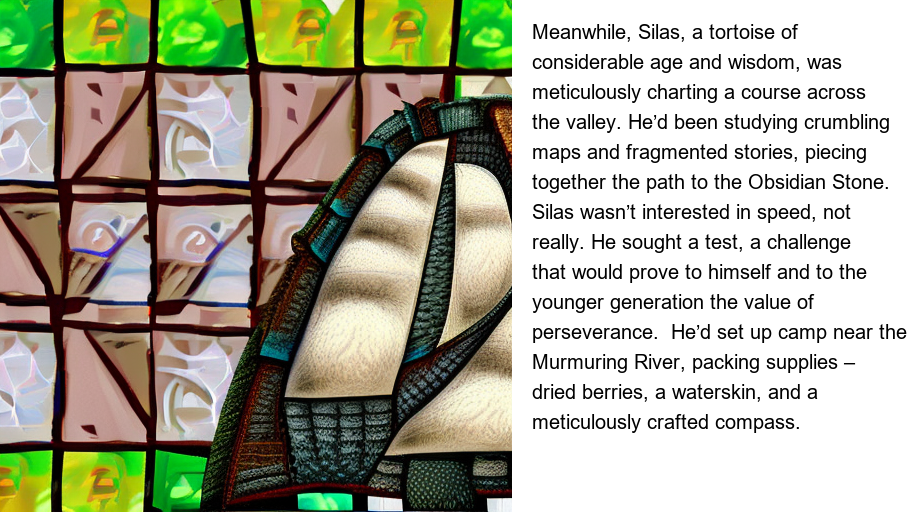 Meanwhile, Silas, a tortoise of
considerable age and wisdom, was
meticulously charting a course across
the valley. He’d been studying crumbling
maps and fragmented stories, piecing
together the path to the Obsidian Stone.
Silas wasn’t interested in speed, not
really. He sought a test, a challenge
that would prove to himself and to the
younger generation the value of
perseverance.  He’d set up camp near the
Murmuring River, packing supplies –
dried berries, a waterskin, and a
meticulously crafted compass.